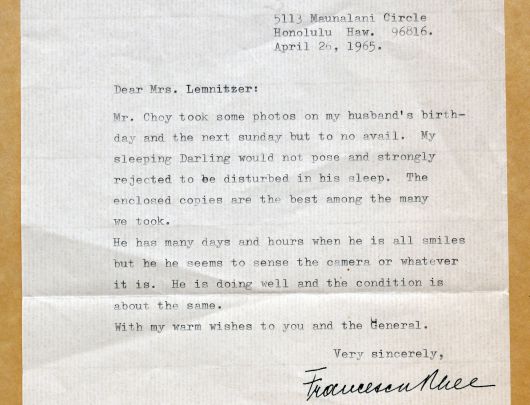 5113 Maunalani Circle
Honolulu Haw. 96816.
April 26, 1965.
Dear Mrs. Lemnitzer:
Mr. Choy took some photos on my husband's birth-
day and the next sunday but to no avail. My
sleeping Darling would not pose and strongly
rejected to be disturbed in his sleep. The
enclosed copies are the best among the many
we took.
He has many days and hours when he is all smiles
but he he seems to sense the camera or whatever
it is. He is doing well and the condition is
about the same.
With my warm wishes to you and the General.
Very sincerely,
Francesca Rhee